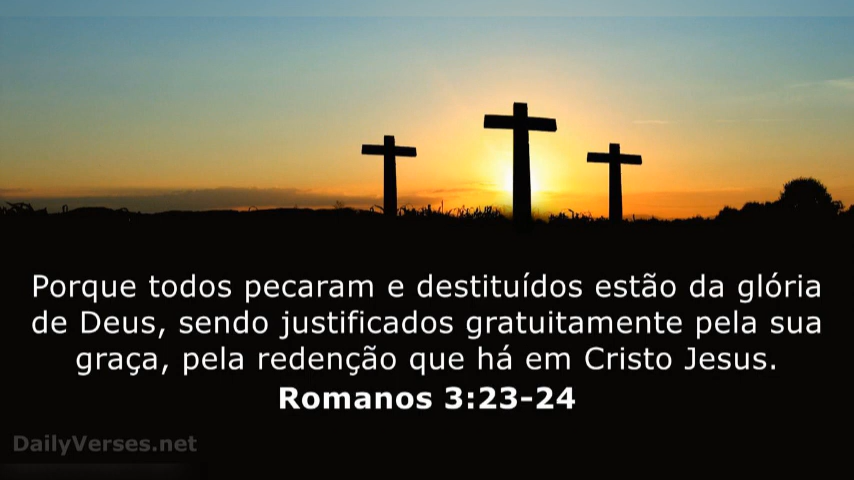 Porque todos pecaram e destituídos estão da glória
de Deus, sendo justificados gratuitamente pela sua
graça, pela redenção que há em Cristo Jesus.
Romanos 3:23-24
DailyVerses.net